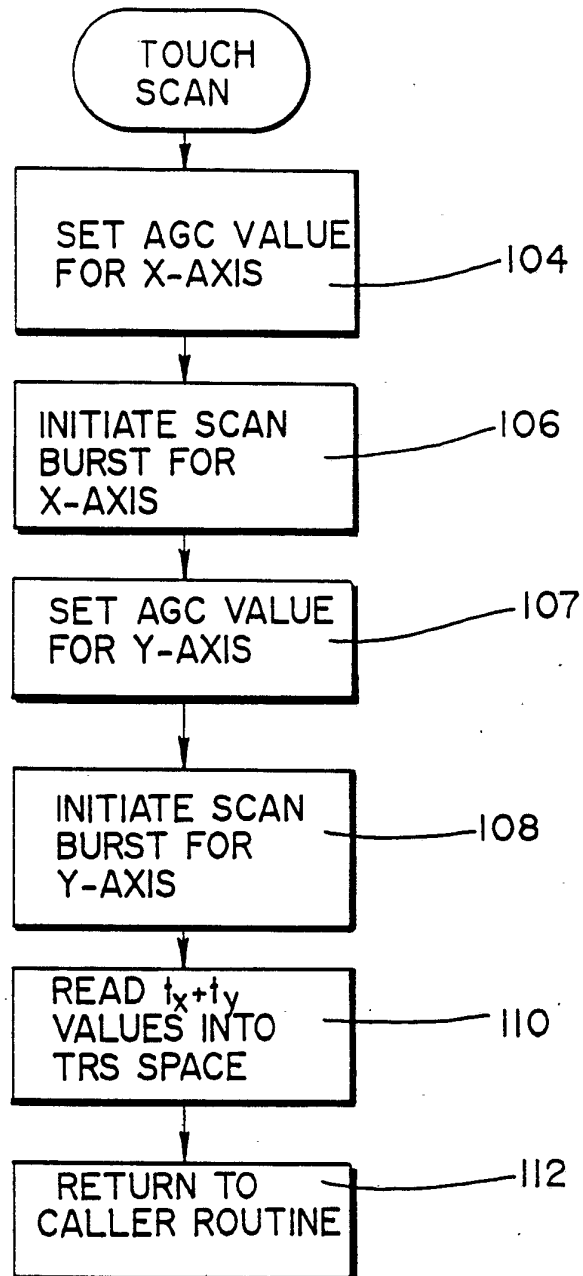 TOUCH
SCAN
SET AGC VALUE
FOR X-AXIS
104
INITIATE SCAN
BURST FOR
X-AXIS
106
SET AGC VALUE
FOR Y-AXIS
107
INITIATE SCAN
BURST FOR
Y-AXIS
108
READ tx+ty
VALUES INTO
TRS SPACE
110
RETURN TO
CALLER ROUTINE
112